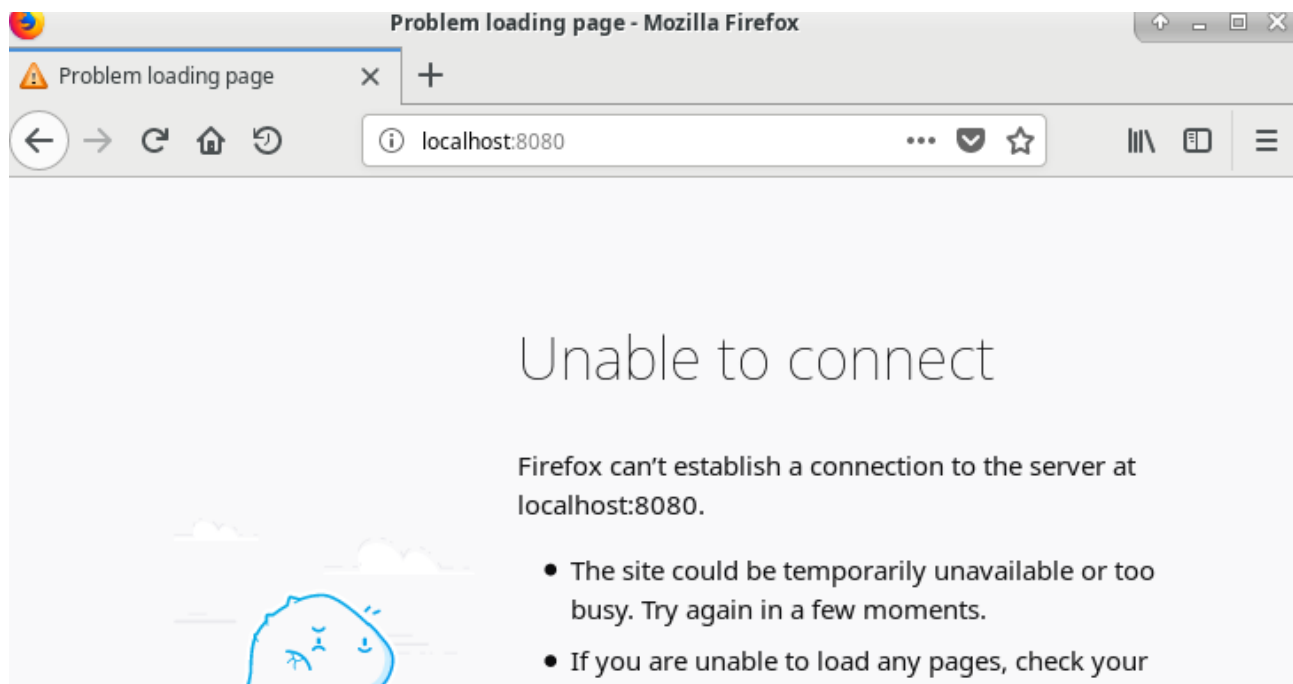 Problem loading page - Mozilla Firefox
Problem loading page
localhost:8080
Unable to connect
Firefox can’t establish a connection to the server at
localhost:8080.
The site could be temporarily unavailable or too
busy. Try again in a few moments.
If you are unable to load any pages, check your